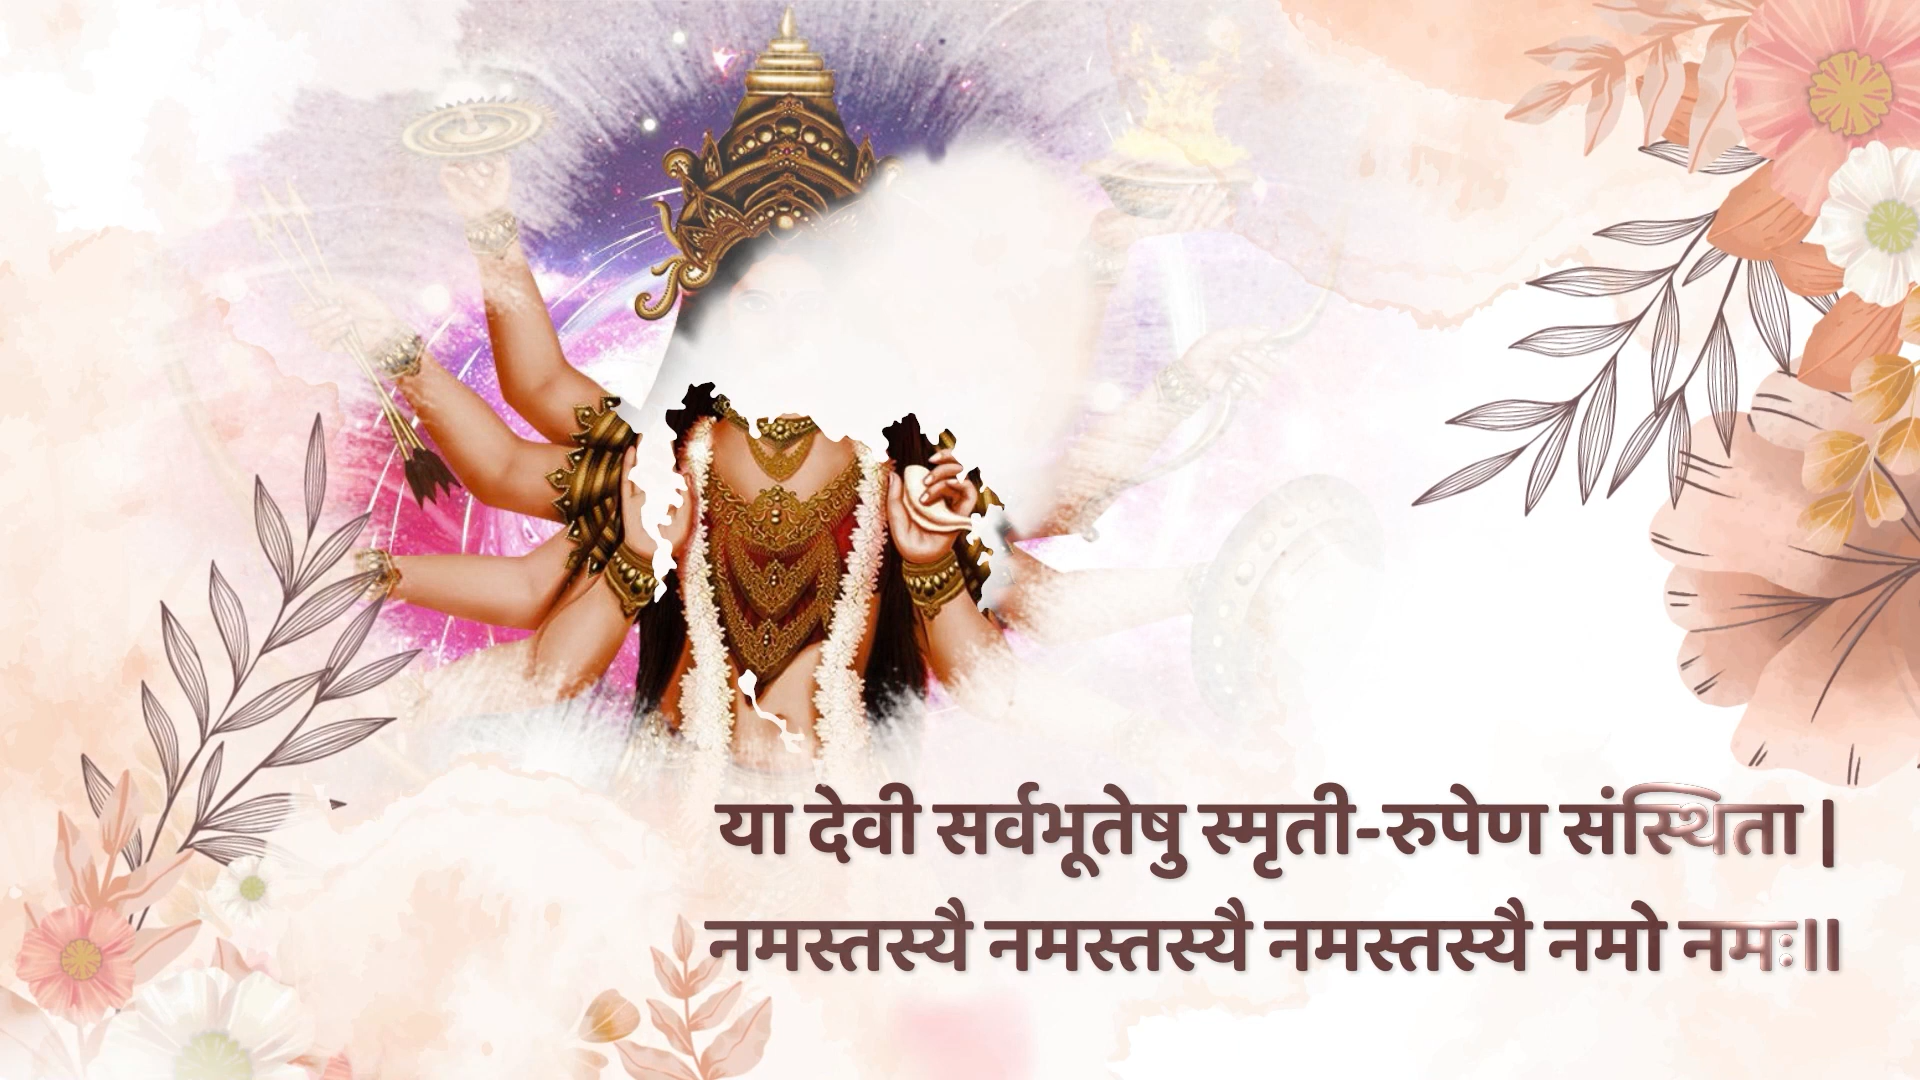 या देवी सर्वभूतेषु स्मृती-रुपेण संस्थिता |
नमस्तस्यै नमस्तस्यै नमस्तस्यै नमो नमः॥